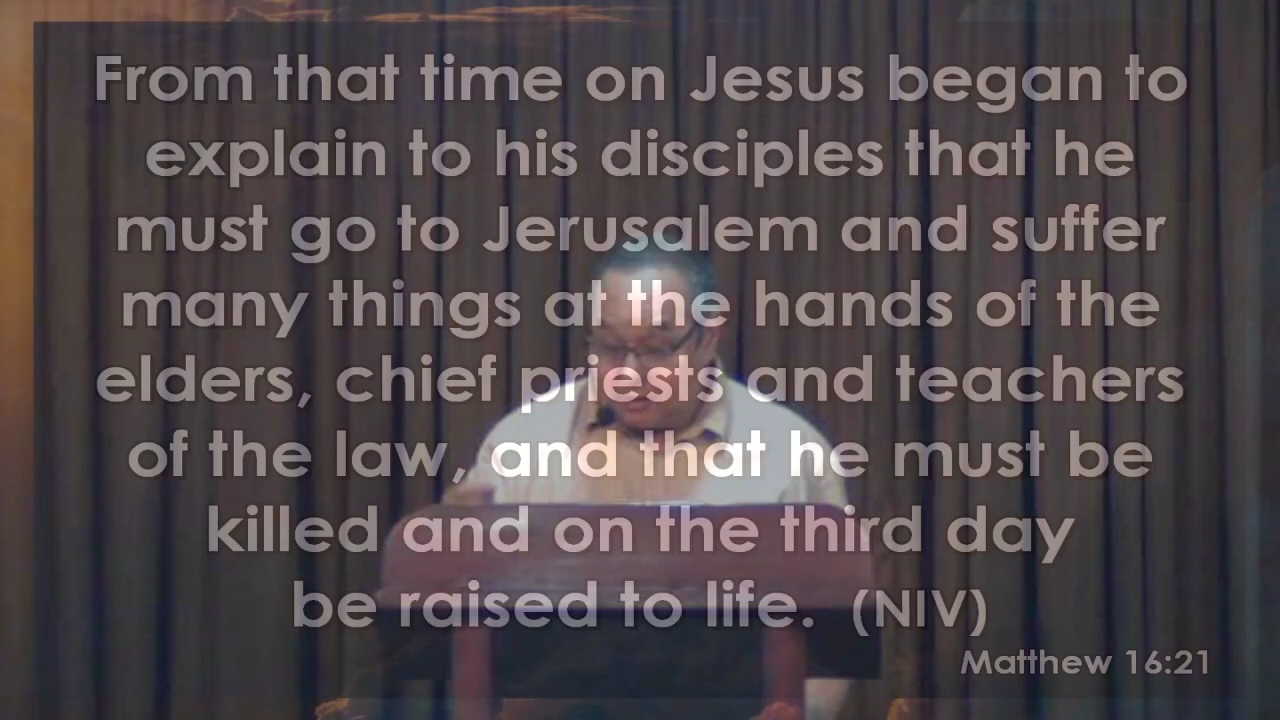 From that time on Jesus began to
explain to his disciples that he
must go to Jerusalem and suffer
many things at the hands of the
elders, chief priests and teachers
of the law, and that he must be
killed and on the third day
be raised to life. (NIV)
Matthew 16:21